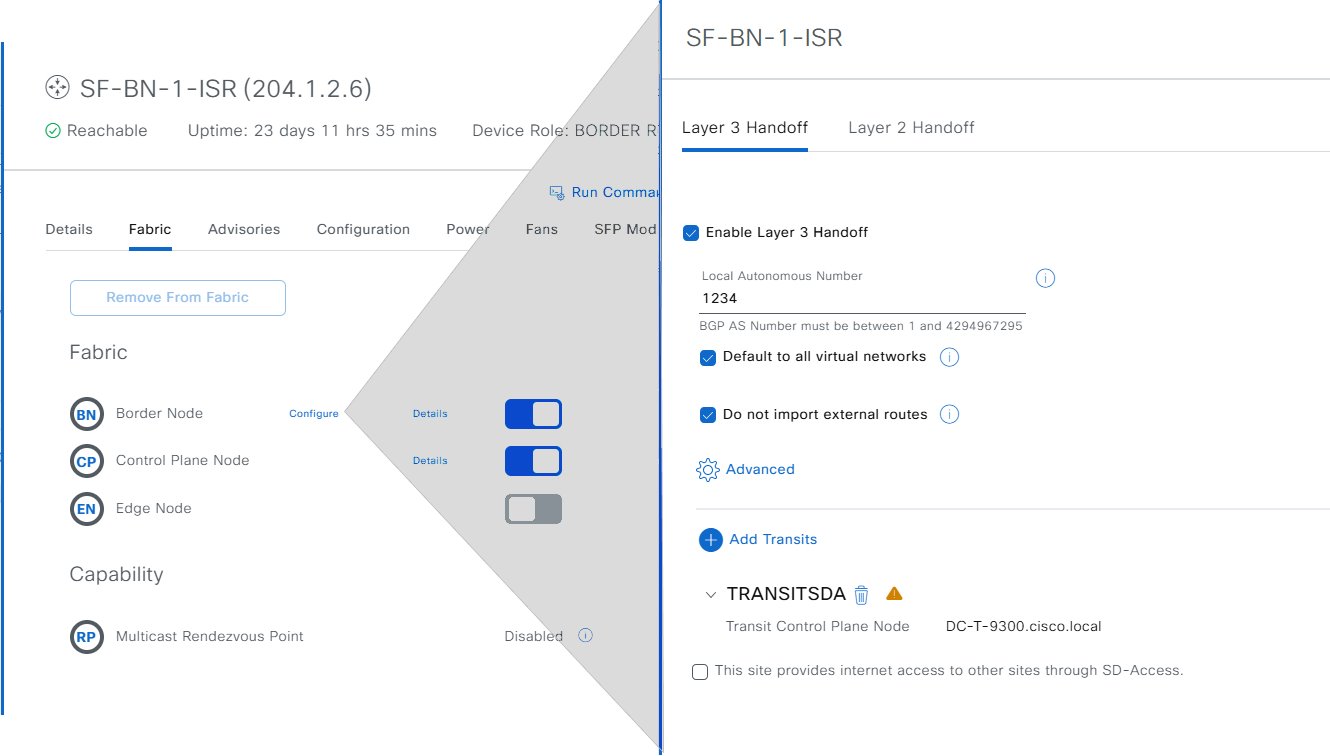 SF-BN-1-ISR (204.1.2.6)
Reachable Uptime: 23 days 11 hrs 35 mins Device Role: BORDER R
Run Comma
Details Fabric Advisories Configuration Power Fans SFP Mod
Remove From Fabric
Fabric
BN Border Node Configure Details
CP Control Plane Node Details
EN Edge Node
Capability
RP Multicast Rendezvous Point Disabled i
SF-BN-1-ISR
Layer 3 Handoff Layer 2 Handoff
Enable Layer 3 Handoff
Local Autonomous Number i
1234
BGP AS Number must be between 1 and 4294967295
Default to all virtual networks i
Do not import external routes i
Advanced
Add Transits
TRANSITSDA
Transit Control Plane Node DC-T-9300.cisco.local
This site provides internet access to other sites through SD-Access.